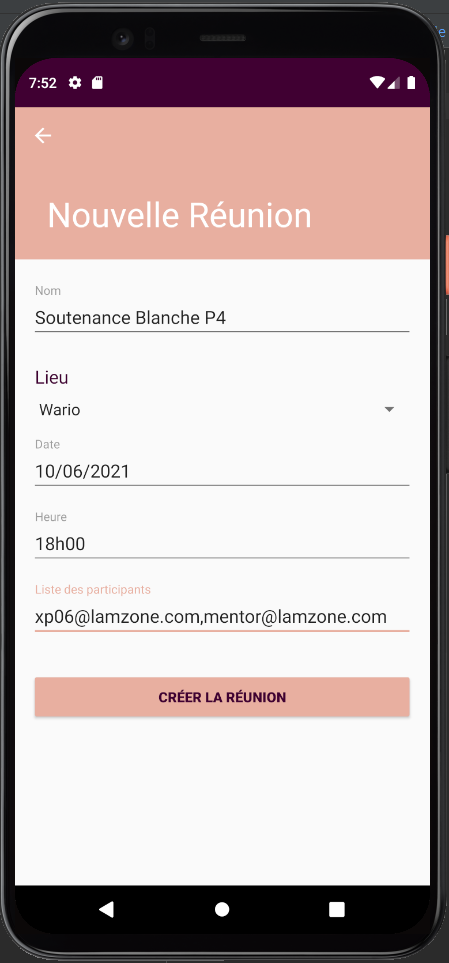 7:52
Nouvelle Réunion
Nom
Soutenance Blanche P4
Lieu
Wario
Date
10/06/2021
Heure
18h00
Liste des participants
xp06@lamzone.com,mentor@lamzone.com
CRÉER LA RÉUNION